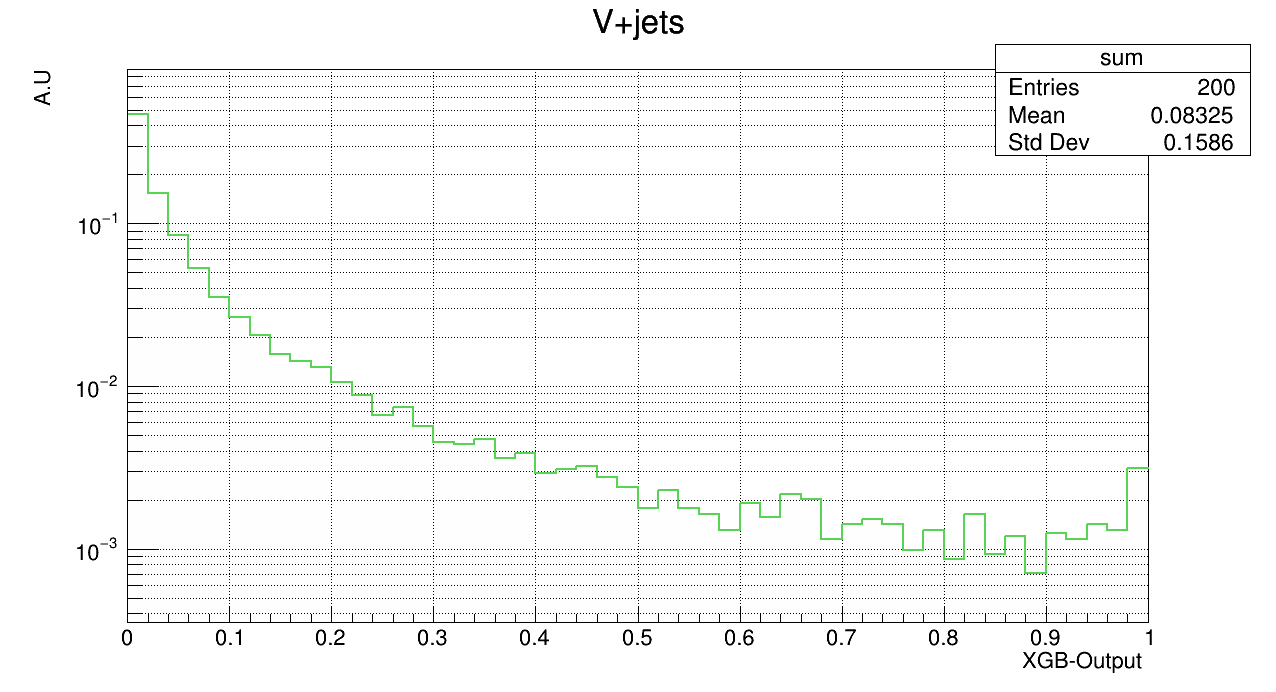 V+jets
A.U
sum
Entries 200
Mean 0.08325
Std Dev 0.1586
10⁻¹
10⁻²
10⁻³
0 0.1 0.2 0.3 0.4 0.5 0.6 0.7 0.8 0.9 1
XGB-Output